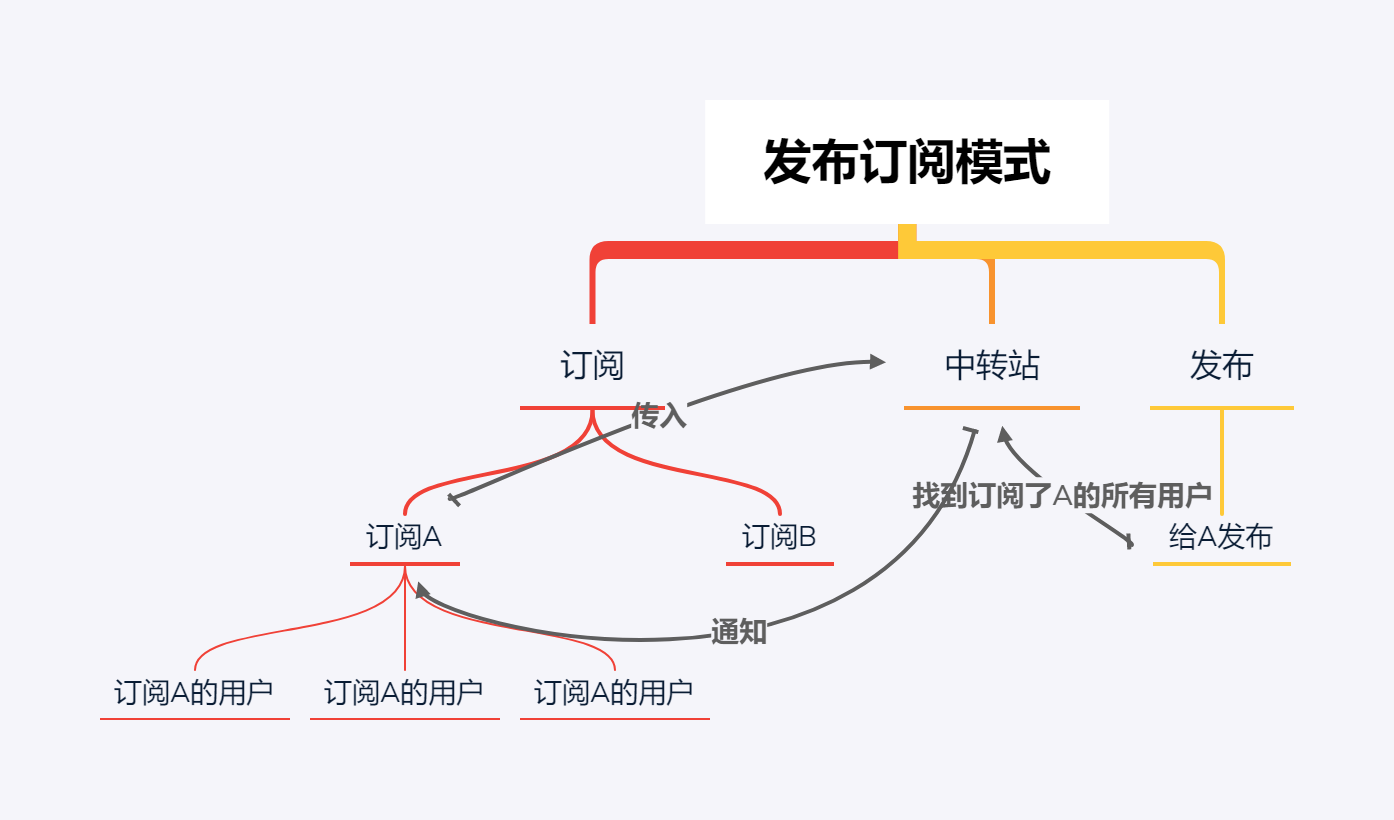 发布订阅模式
订阅
中转站
发布
传入
找到订阅了A的所有用户
订阅A
订阅B
给A发布
通知
订阅A的用户
订阅A的用户
订阅A的用户